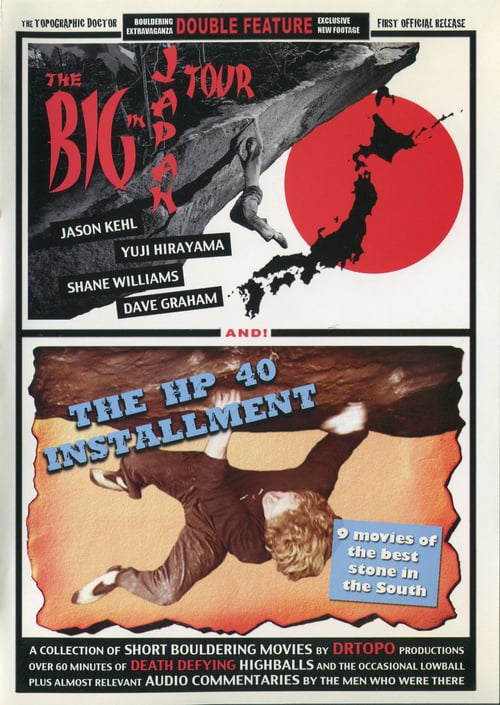 THE TOPOGRAPHIC DOCTOR
BOULDERING
EXTRAVAGANZA
DOUBLE FEATURE
EXCLUSIVE
NEW FOOTAGE
FIRST OFFICIAL RELEASE
THE
BIG IN
JAPAN
TOUR
JASON KEHL
YUJI HIRAYAMA
SHANE WILLIAMS
DAVE GRAHAM
AND!
THE HP 40
INSTALLMENT
9 movies of
the best
stone in
the South
A COLLECTION OF SHORT BOULDERING MOVIES BY DRTOPO PRODUCTIONS
OVER 60 MINUTES OF DEATH DEFYING HIGHBALLS AND THE OCCASIONAL LOWBALL
PLUS ALMOST RELEVANT AUDIO COMMENTARIES BY THE MEN WHO WERE THERE